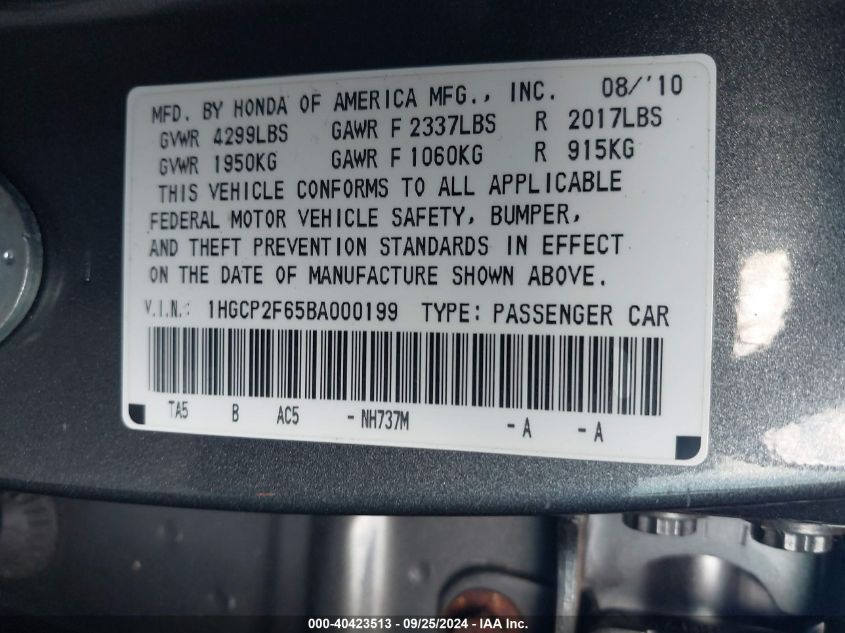 MFD. BY HONDA OF AMERICA MFG., INC. 08/'10
GVWR 4299LBS GAWR F 2337LBS R 2017LBS
GVWR 1950KG GAWR F 1060KG R 915KG
THIS VEHICLE CONFORMS TO ALL APPLICABLE
FEDERAL MOTOR VEHICLE SAFETY, BUMPER,
AND THEFT PREVENTION STANDARDS IN EFFECT
ON THE DATE OF MANUFACTURE SHOWN ABOVE.
V.I.N.: 1HGCP2F65BA000199 TYPE: PASSENGER CAR
TA5 B AC5 - NH737M - A - A
000-40423513 - 09/25/2024 - IAA Inc.